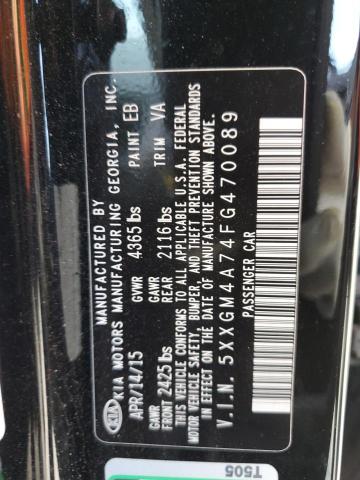 MANUFACTURED BY
KIA KIA MOTORS MANUFACTURING GEORGIA, INC.
APR/14/15 GVWR 4365 lbs PAINT EB
GAWR FRONT 2425 lbs GAWR REAR 2116 lbs TRIM VA
THIS VEHICLE CONFORMS TO ALL APPLICABLE U.S.A. FEDERAL
MOTOR VEHICLE SAFETY, BUMPER, AND THEFT PREVENTION STANDARDS
IN EFFECT ON THE DATE OF MANUFACTURE SHOWN ABOVE.
V.I.N. 5XXGM4A74FG470089
PASSENGER CAR
T505